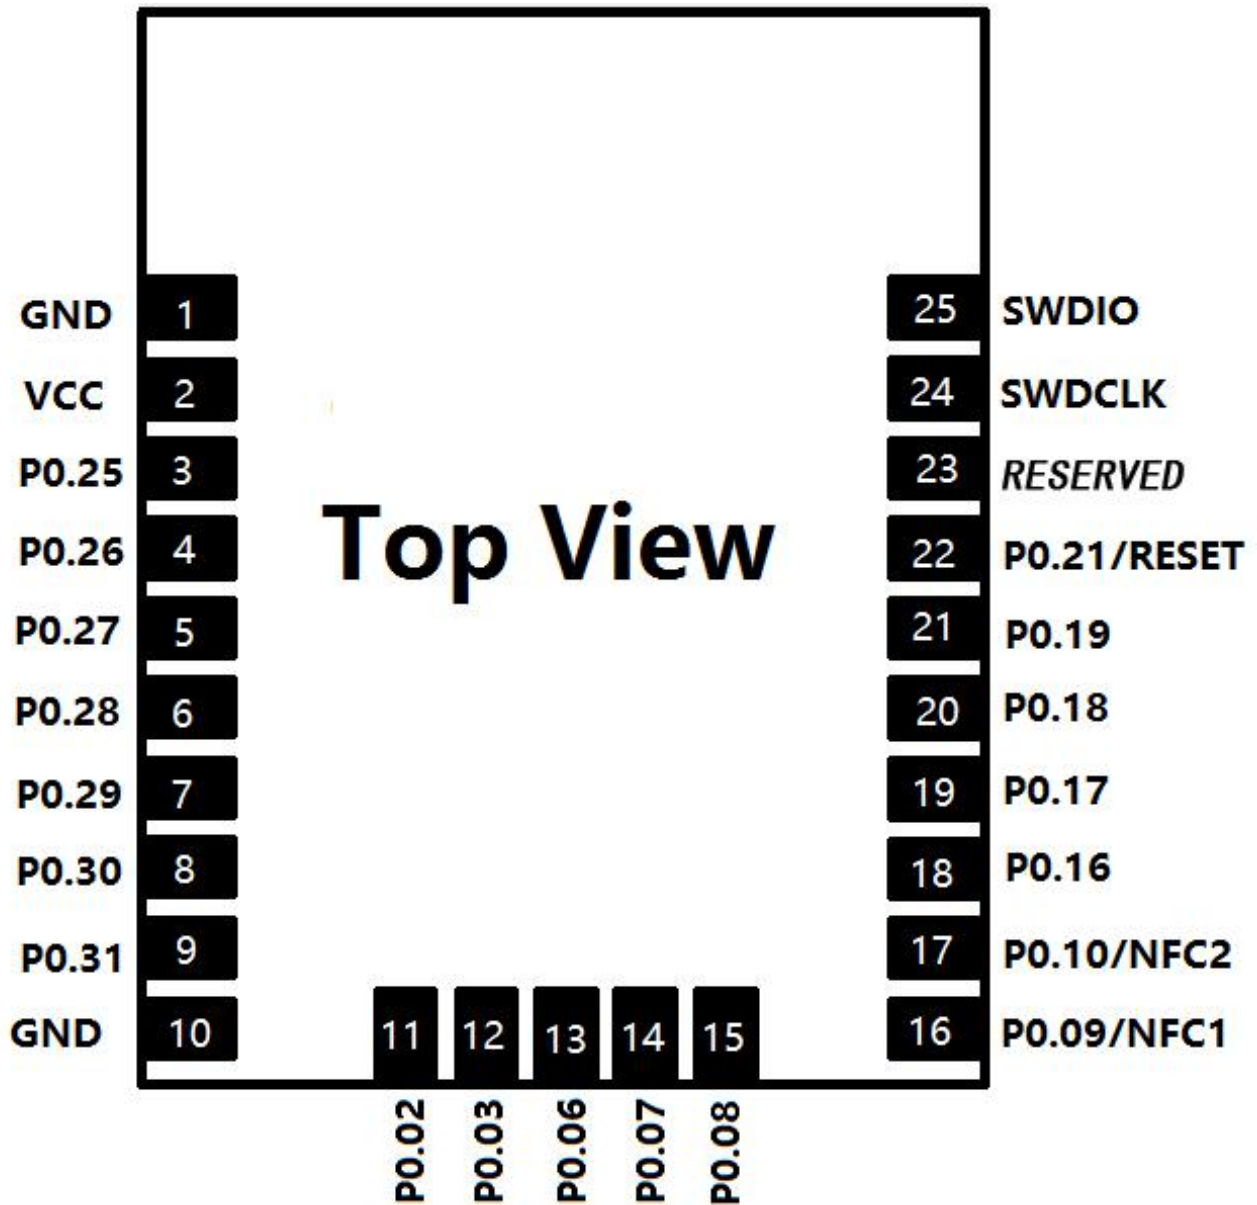 GND 1 25 SWDIO
VCC 2 24 SWDCLK
P0.25 3 23 RESERVED
P0.26 4 Top View 22 P0.21/RESET
P0.27 5 21 P0.19
P0.28 6 20 P0.18
P0.29 7 19 P0.17
P0.30 8 18 P0.16
P0.31 9 17 P0.10/NFC2
GND 10 11 12 13 14 15 16 P0.09/NFC1
P0.02 P0.03 P0.06 P0.07 P0.08